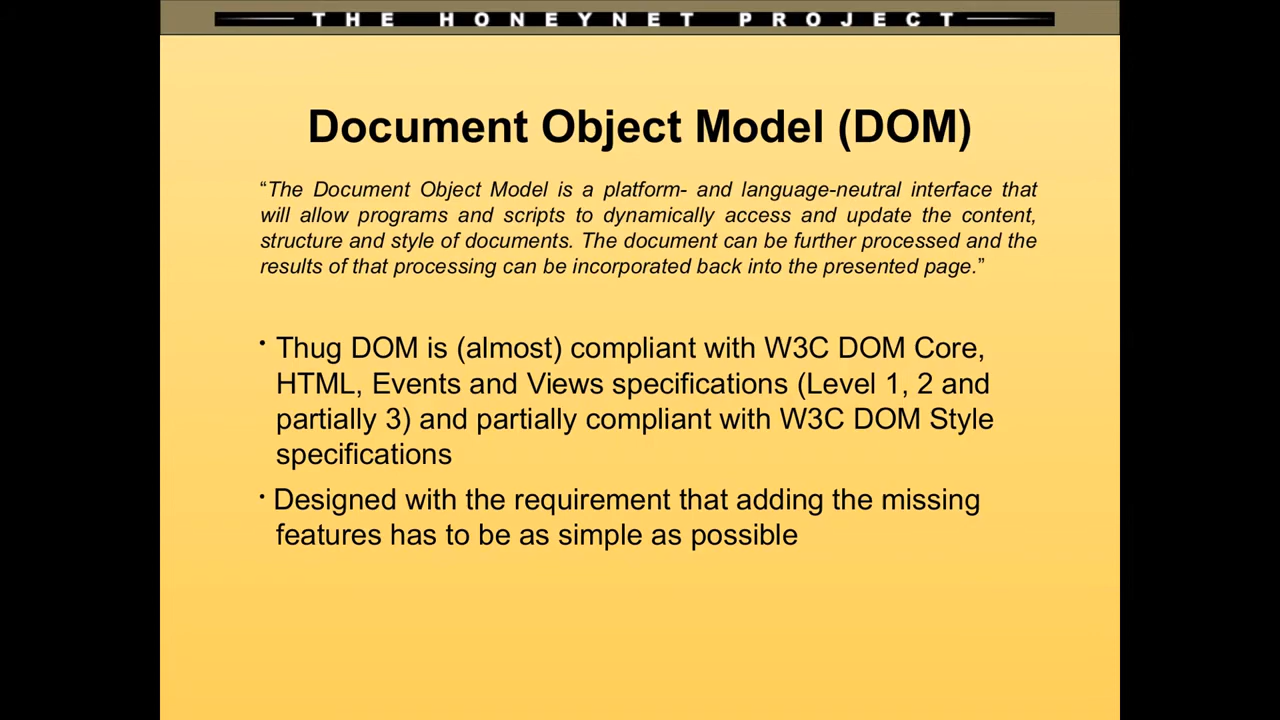 THE HONEYNET PROJECT
Document Object Model (DOM)
“The Document Object Model is a platform- and language-neutral interface that
will allow programs and scripts to dynamically access and update the content,
structure and style of documents. The document can be further processed and the
results of that processing can be incorporated back into the presented page.”
• Thug DOM is (almost) compliant with W3C DOM Core,
HTML, Events and Views specifications (Level 1, 2 and
partially 3) and partially compliant with W3C DOM Style
specifications
• Designed with the requirement that adding the missing
features has to be as simple as possible